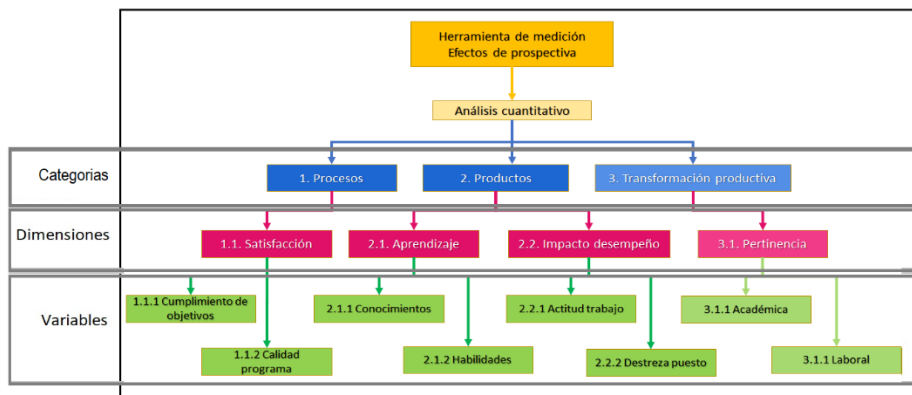 Herramienta de medición
Efectos de prospectiva
Análisis cuantitativo
Categorias
1. Procesos
2. Productos
3. Transformación productiva
Dimensiones
1.1. Satisfacción
2.1. Aprendizaje
2.2. Impacto desempeño
3.1. Pertinencia
Variables
1.1.1 Cumplimiento de
objetivos
2.1.1 Conocimientos
2.2.1 Actitud trabajo
3.1.1 Académica
1.1.2 Calidad
programa
2.1.2 Habilidades
2.2.2 Destreza puesto
3.1.1 Laboral